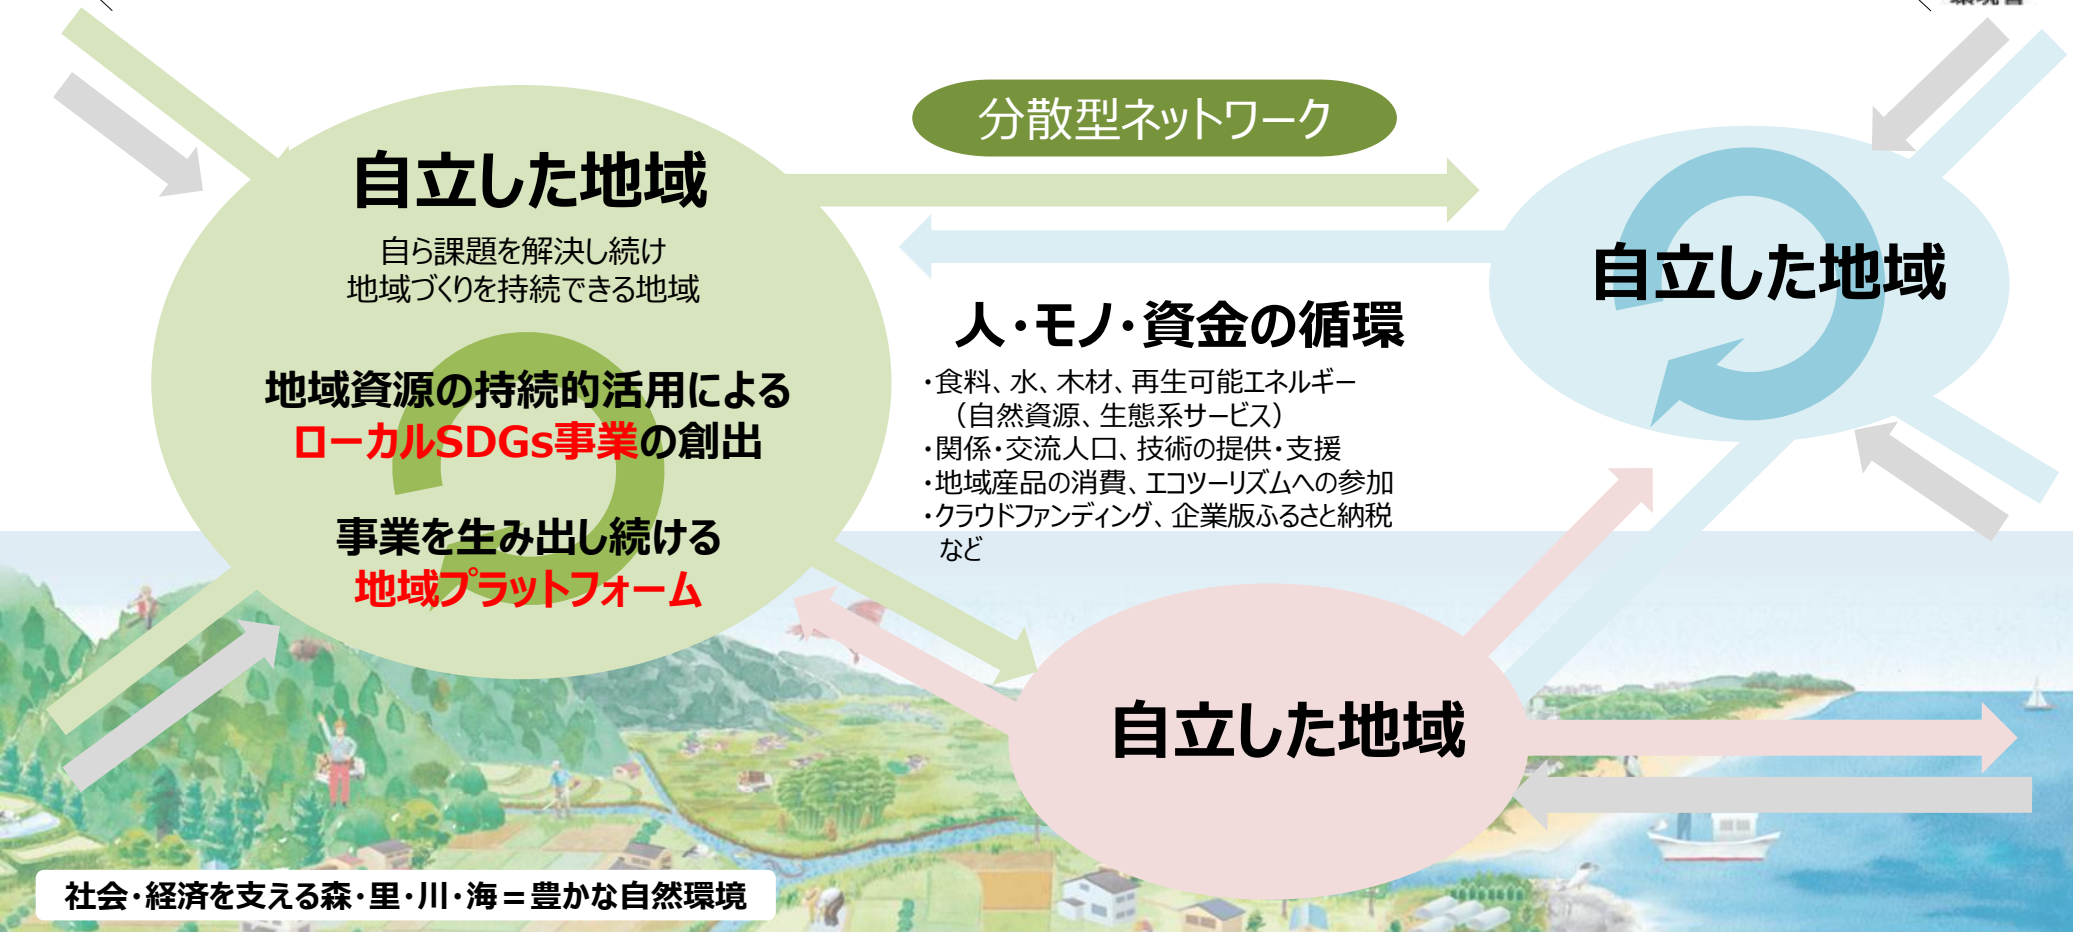 分散型ネットワーク
自立した地域
自ら課題を解決し続け
地域づくりを持続できる地域
地域資源の持続的活用による
ローカルSDGs事業の創出
事業を生み出し続ける
地域プラットフォーム
人・モノ・資金の循環
・食料、水、木材、再生可能エネルギー
（自然資源、生態系サービス）
・関係・交流人口、技術の提供・支援
・地域産品の消費、エコツーリズムへの参加
・クラウドファンディング、企業版ふるさと納税
など
自立した地域
自立した地域
社会・経済を支える森・里・川・海＝豊かな自然環境